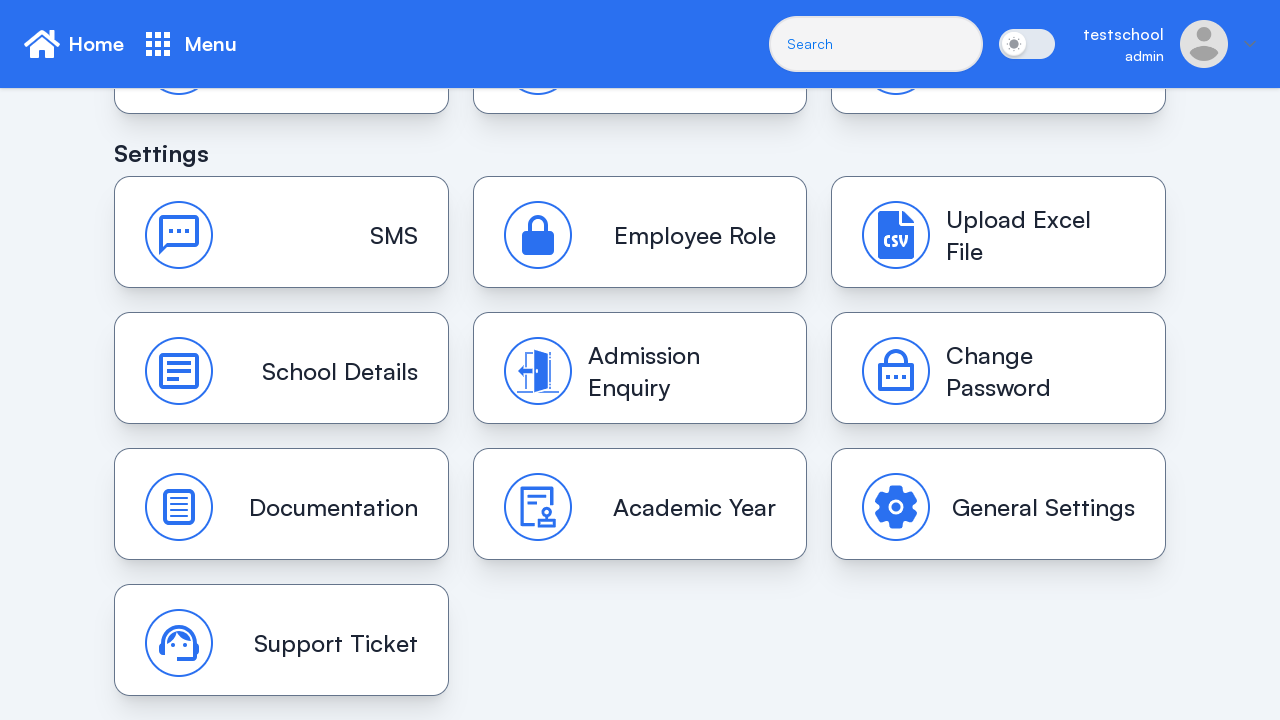 Home
Menu
Search
testschool
admin
Settings
SMS
Employee Role
Upload Excel
File
School Details
Admission
Enquiry
Change
Password
Documentation
Academic Year
General Settings
Support Ticket
CSV